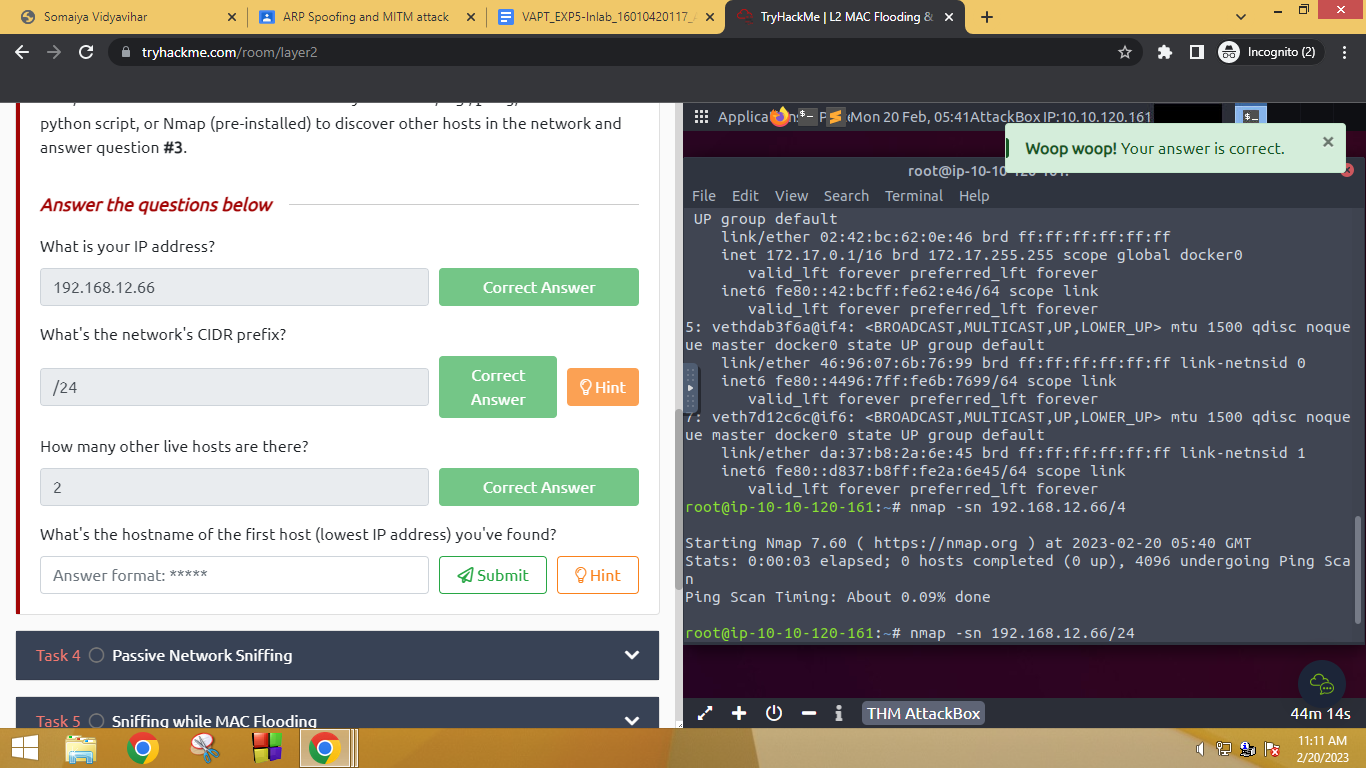 Somaiya Vidyavihar
ARP Spoofing and MITM attack
VAPT_EXP5-Inlab_16010420117_
TryHackMe | L2 MAC Flooding &
tryhackme.com/room/layer2
Incognito (2)
python script, or Nmap (pre-installed) to discover other hosts in the network and
answer question #3.
Answer the questions below
What is your IP address?
192.168.12.66
Correct Answer
What's the network's CIDR prefix?
/24
Correct
Answer
Hint
How many other live hosts are there?
2
Correct Answer
What's the hostname of the first host (lowest IP address) you've found?
Answer format: *****
Submit
Hint
Task 4
Passive Network Sniffing
Task 5
Sniffing while MAC Flooding
Mon 20 Feb, 05:41
AttackBox IP:10.10.120.161
Woop woop! Your answer is correct.
File Edit View Search Terminal Help
UP group default
link/ether 02:42:bc:62:0e:46 brd ff:ff:ff:ff:ff:ff
inet 172.17.0.1/16 brd 172.17.255.255 scope global docker0
valid_lft forever preferred_lft forever
inet6 fe80::42:bcff:fe62:e46/64 scope link
valid_lft forever preferred_lft forever
5: vethdab3f6a@if4: <BROADCAST,MULTICAST,UP,LOWER_UP> mtu 1500 qdisc noque
ue master docker0 state UP group default
link/ether 46:96:07:6b:76:99 brd ff:ff:ff:ff:ff:ff link-netnsid 0
inet6 fe80::4496:7ff:fe6b:7699/64 scope link
valid_lft forever preferred_lft forever
7: veth7d12c6c@if6: <BROADCAST,MULTICAST,UP,LOWER_UP> mtu 1500 qdisc noque
ue master docker0 state UP group default
link/ether da:37:b8:2a:6e:45 brd ff:ff:ff:ff:ff:ff link-netnsid 1
inet6 fe80::d837:b8ff:fe2a:6e45/64 scope link
valid_lft forever preferred_lft forever
root@ip-10-10-120-161:~# nmap -sn 192.168.12.66/4
Starting Nmap 7.60 ( https://nmap.org ) at 2023-02-20 05:40 GMT
Stats: 0:00:03 elapsed; 0 hosts completed (0 up), 4096 undergoing Ping Sca
n
Ping Scan Timing: About 0.09% done
root@ip-10-10-120-161:~# nmap -sn 192.168.12.66/24
THM AttackBox
44m 14s
11:11 AM
2/20/2023